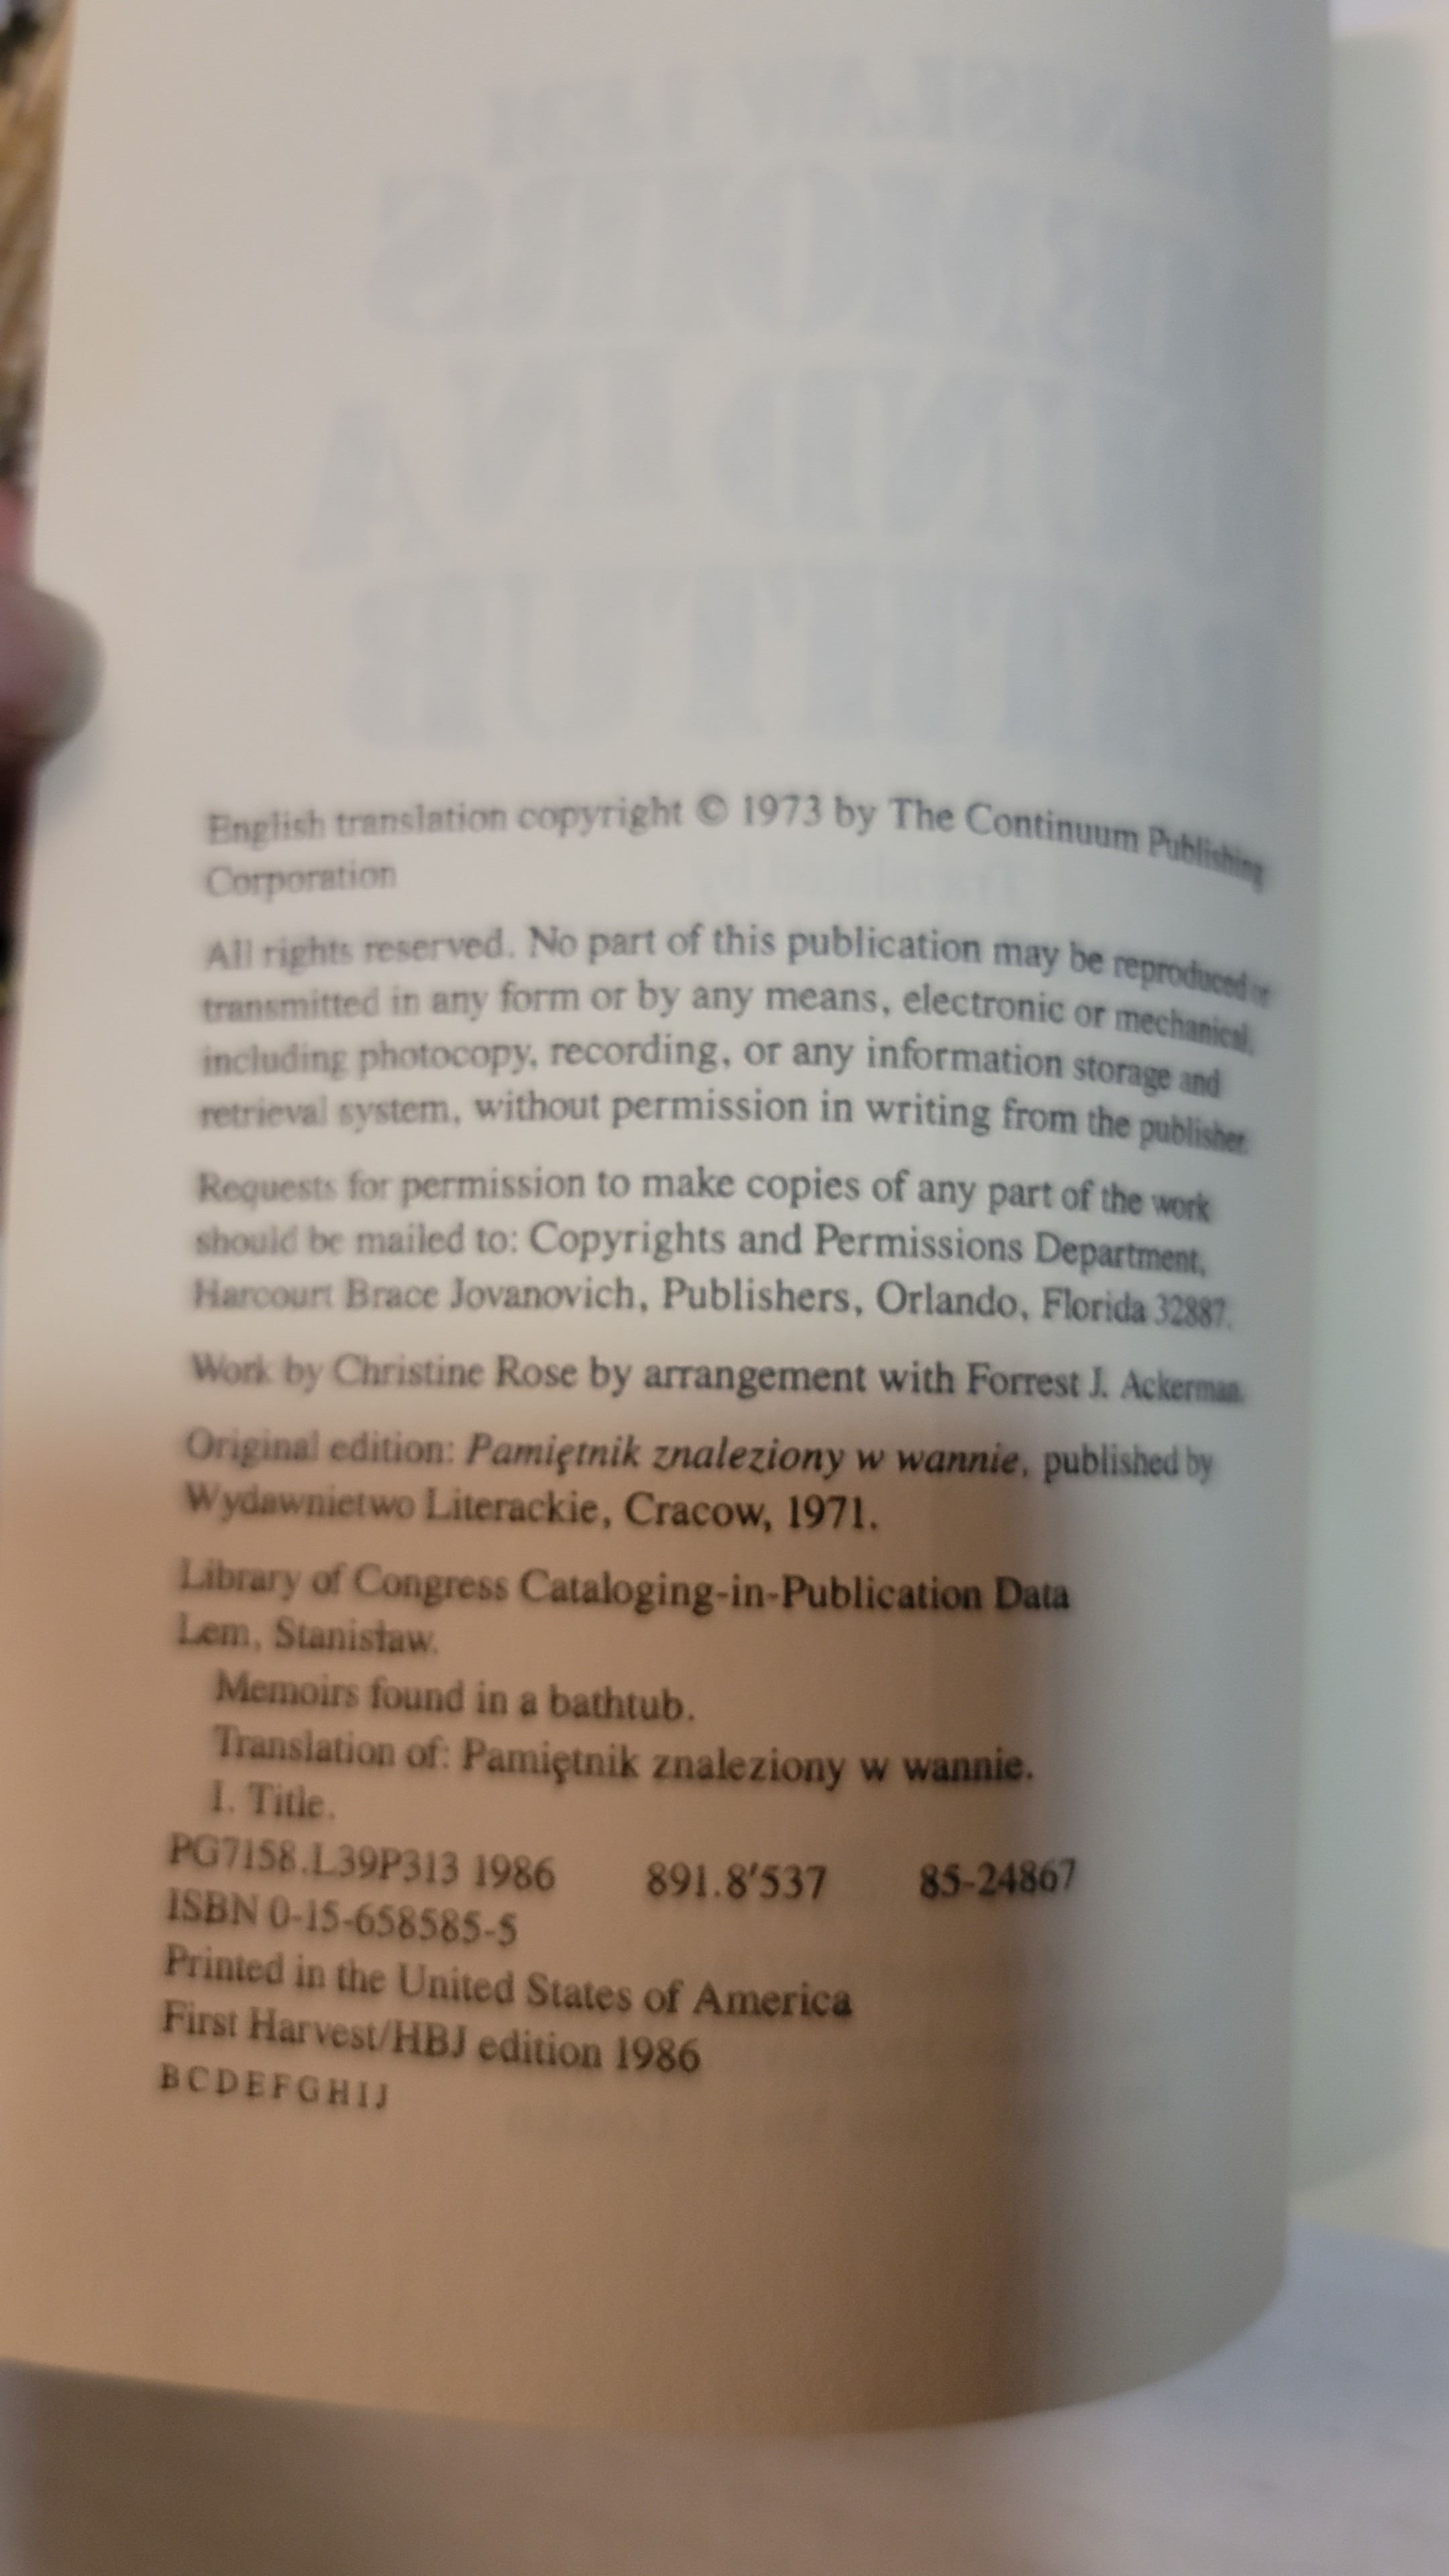 English translation copyright © 1973 by The Continuum Publishing
Corporation
All rights reserved. No part of this publication may be reproduced or
transmitted in any form or by any means, electronic or mechanical,
including photocopy, recording, or any information storage and
retrieval system, without permission in writing from the publisher.
Requests for permission to make copies of any part of the work
should be mailed to: Copyrights and Permissions Department,
Harcourt Brace Jovanovich, Publishers, Orlando, Florida 32887.
Work by Christine Rose by arrangement with Forrest J. Ackerman.
Original edition: Pamiętnik znaleziony w wannie, published by
Wydawnietwo Literackie, Cracow, 1971.
Library of Congress Cataloging-in-Publication Data
Lem, Stanisław.
Memoirs found in a bathtub.
Translation of: Pamiętnik znaleziony w wannie.
I. Title.
PG7158.L39P313 1986 891.8'537 85-24867
ISBN 0-15-658585-5
Printed in the United States of America
First Harvest/HBJ edition 1986
B C D E F G H I J